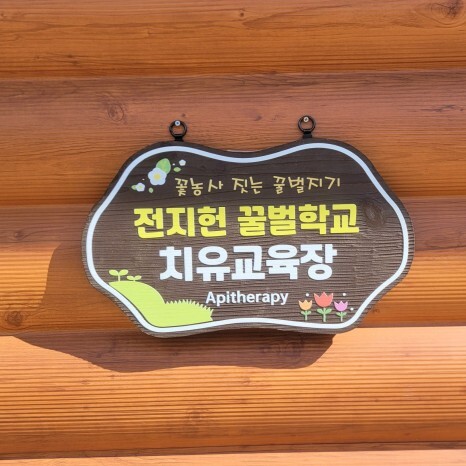 꽃농사 짓는 꿀벌지기
전지헌 꿀벌학교
치유교육장
Apitherapy